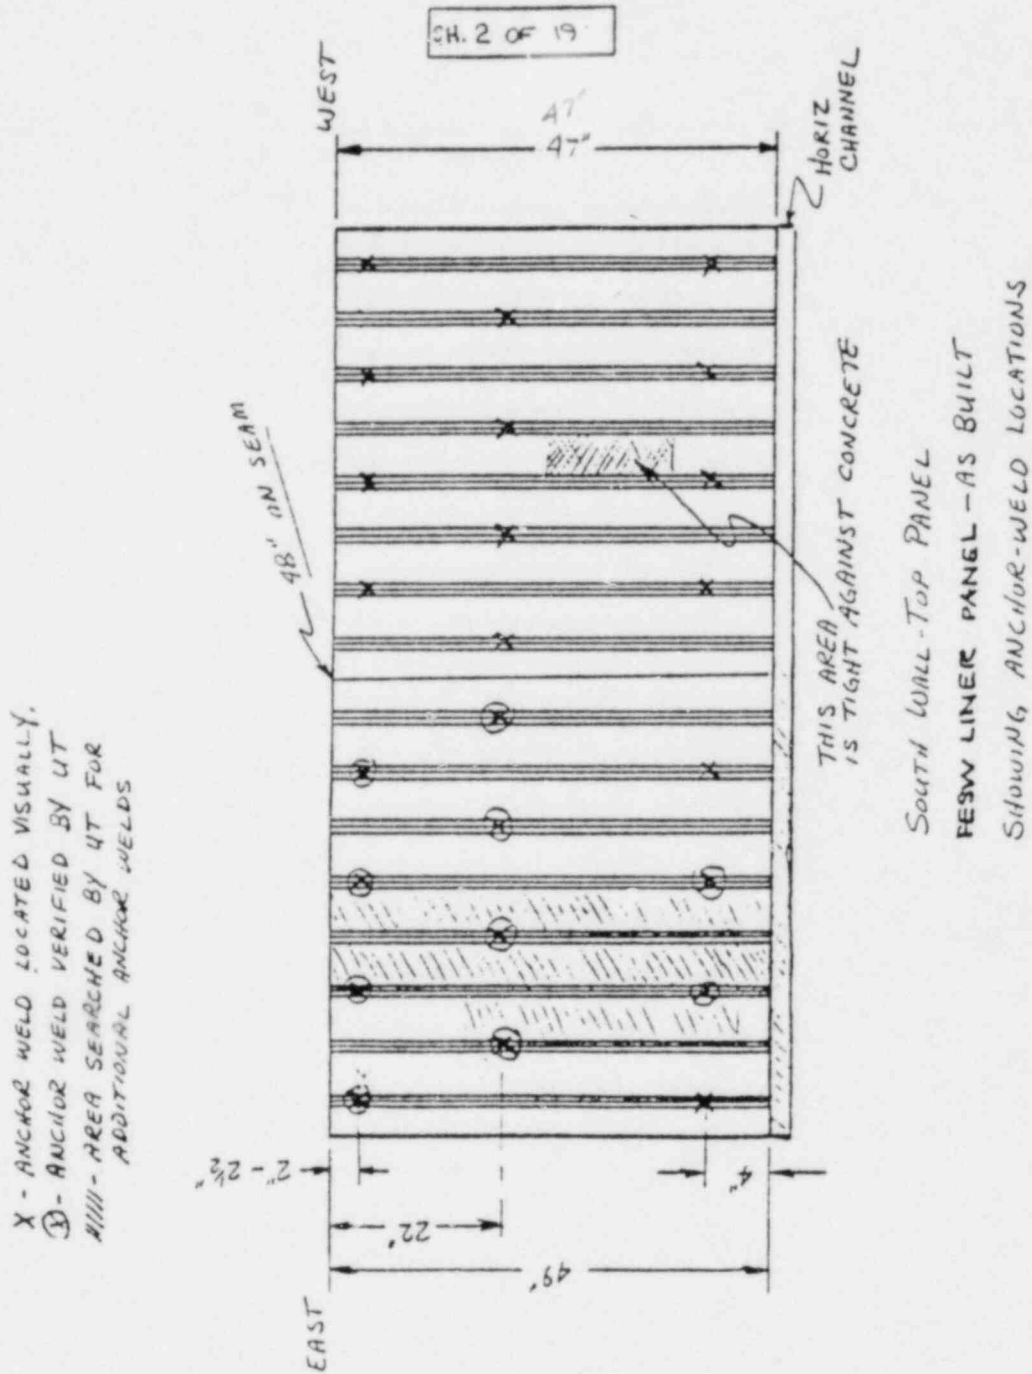 SH. 2 OF 19
X - ANCHOR WELD LOCATED VISUALLY.
Ⓧ - ANCHOR WELD VERIFIED BY UT
//// - AREA SEARCHED BY UT FOR
ADDITIONAL ANCHOR WELDS
EAST
WEST
48" ON SEAM
47"
47"
HORIZ
CHANNEL
2" - 2½"
22"
49"
4"
THIS AREA
IS TIGHT AGAINST CONCRETE
SOUTH WALL - TOP PANEL
FESW LINER PANEL - AS BUILT
SHOWING ANCHOR-WELD LOCATIONS